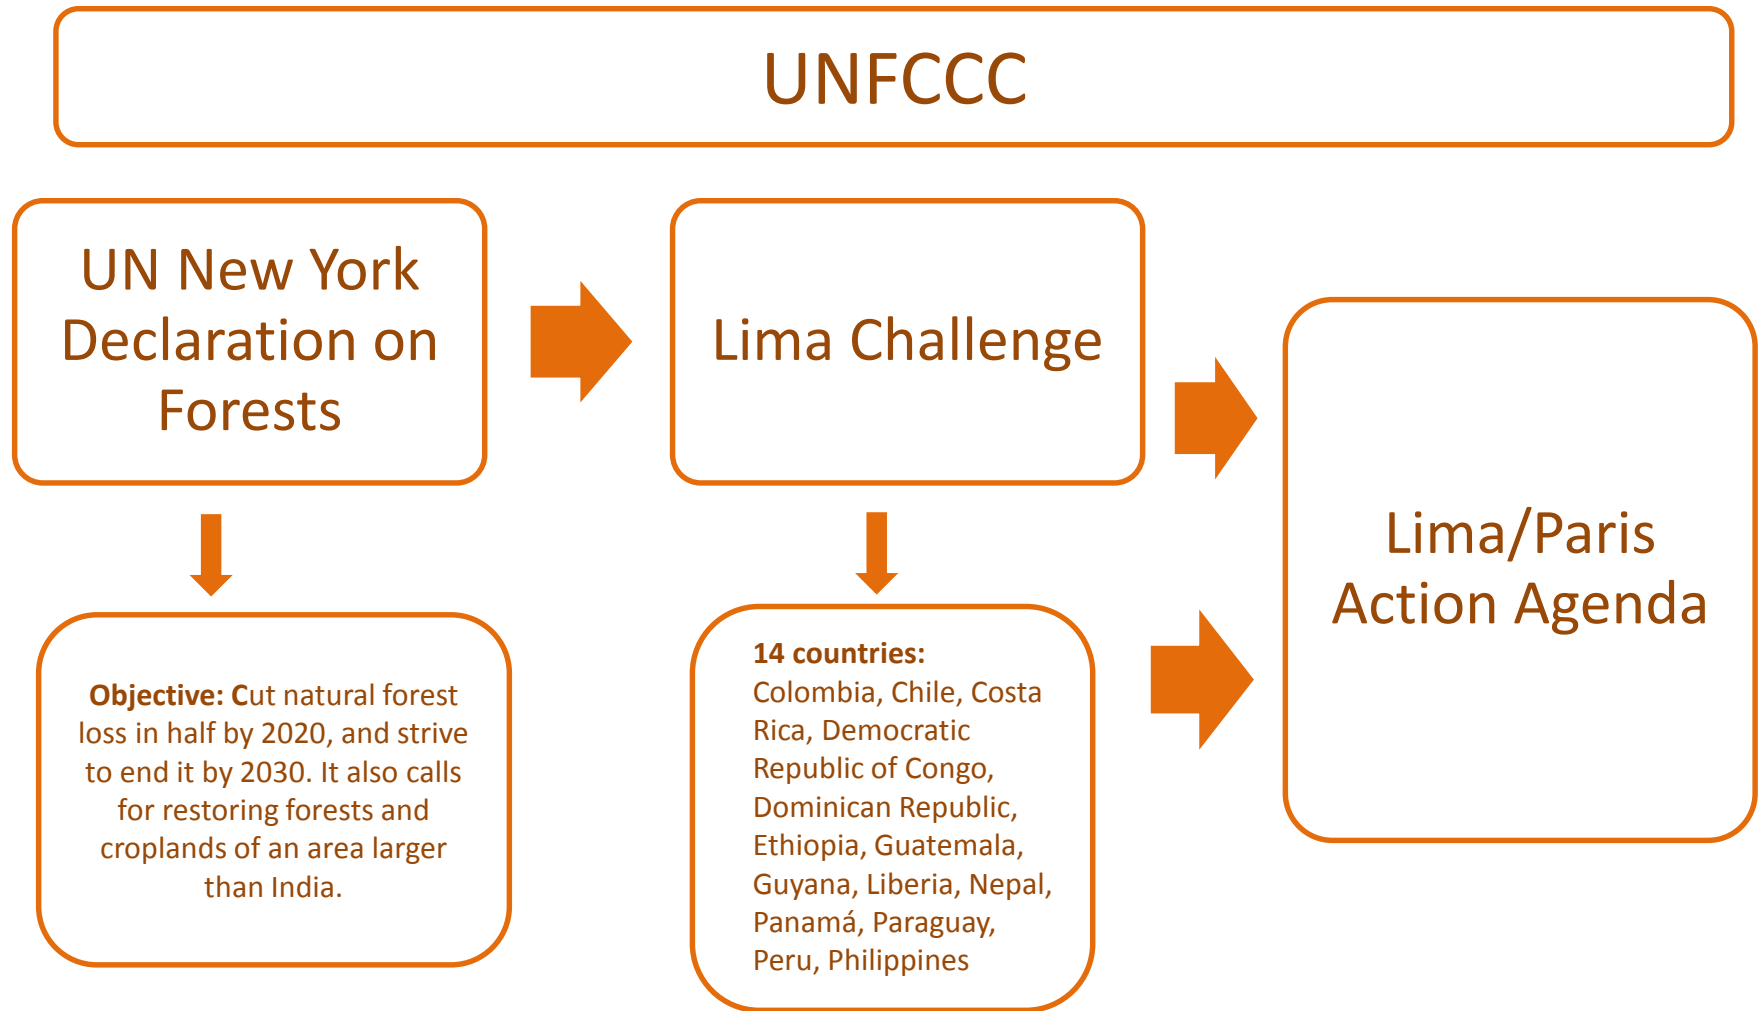 UNFCCC
UN New York
Declaration on
Forests
Lima Challenge
Lima/Paris
Action Agenda
Objective: Cut natural forest
loss in half by 2020, and strive
to end it by 2030. It also calls
for restoring forests and
croplands of an area larger
than India.
14 countries:
Colombia, Chile, Costa
Rica, Democratic
Republic of Congo,
Dominican Republic,
Ethiopia, Guatemala,
Guyana, Liberia, Nepal,
Panamá, Paraguay,
Peru, Philippines